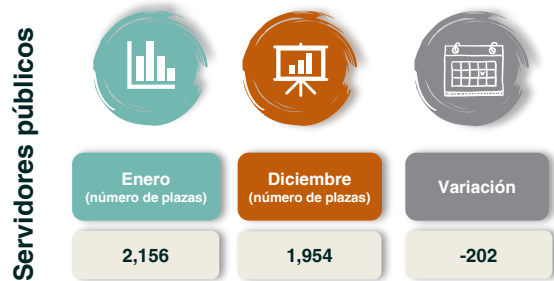 Servidores públicos
Enero
(número de plazas)
Diciembre
(número de plazas)
Variación
2,156
1,954
-202